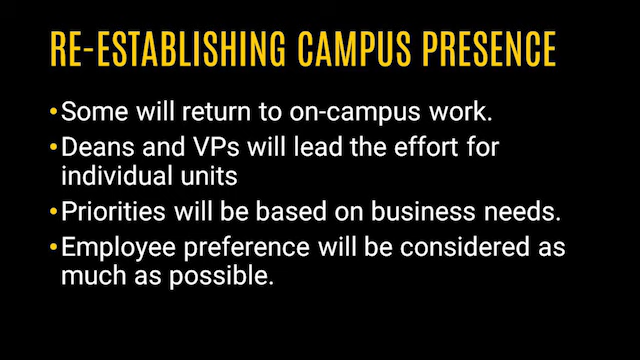 RE-ESTABLISHING CAMPUS PRESENCE
•Some will return to on-campus work.
•Deans and VPs will lead the effort for
individual units
•Priorities will be based on business needs.
•Employee preference will be considered as
much as possible.